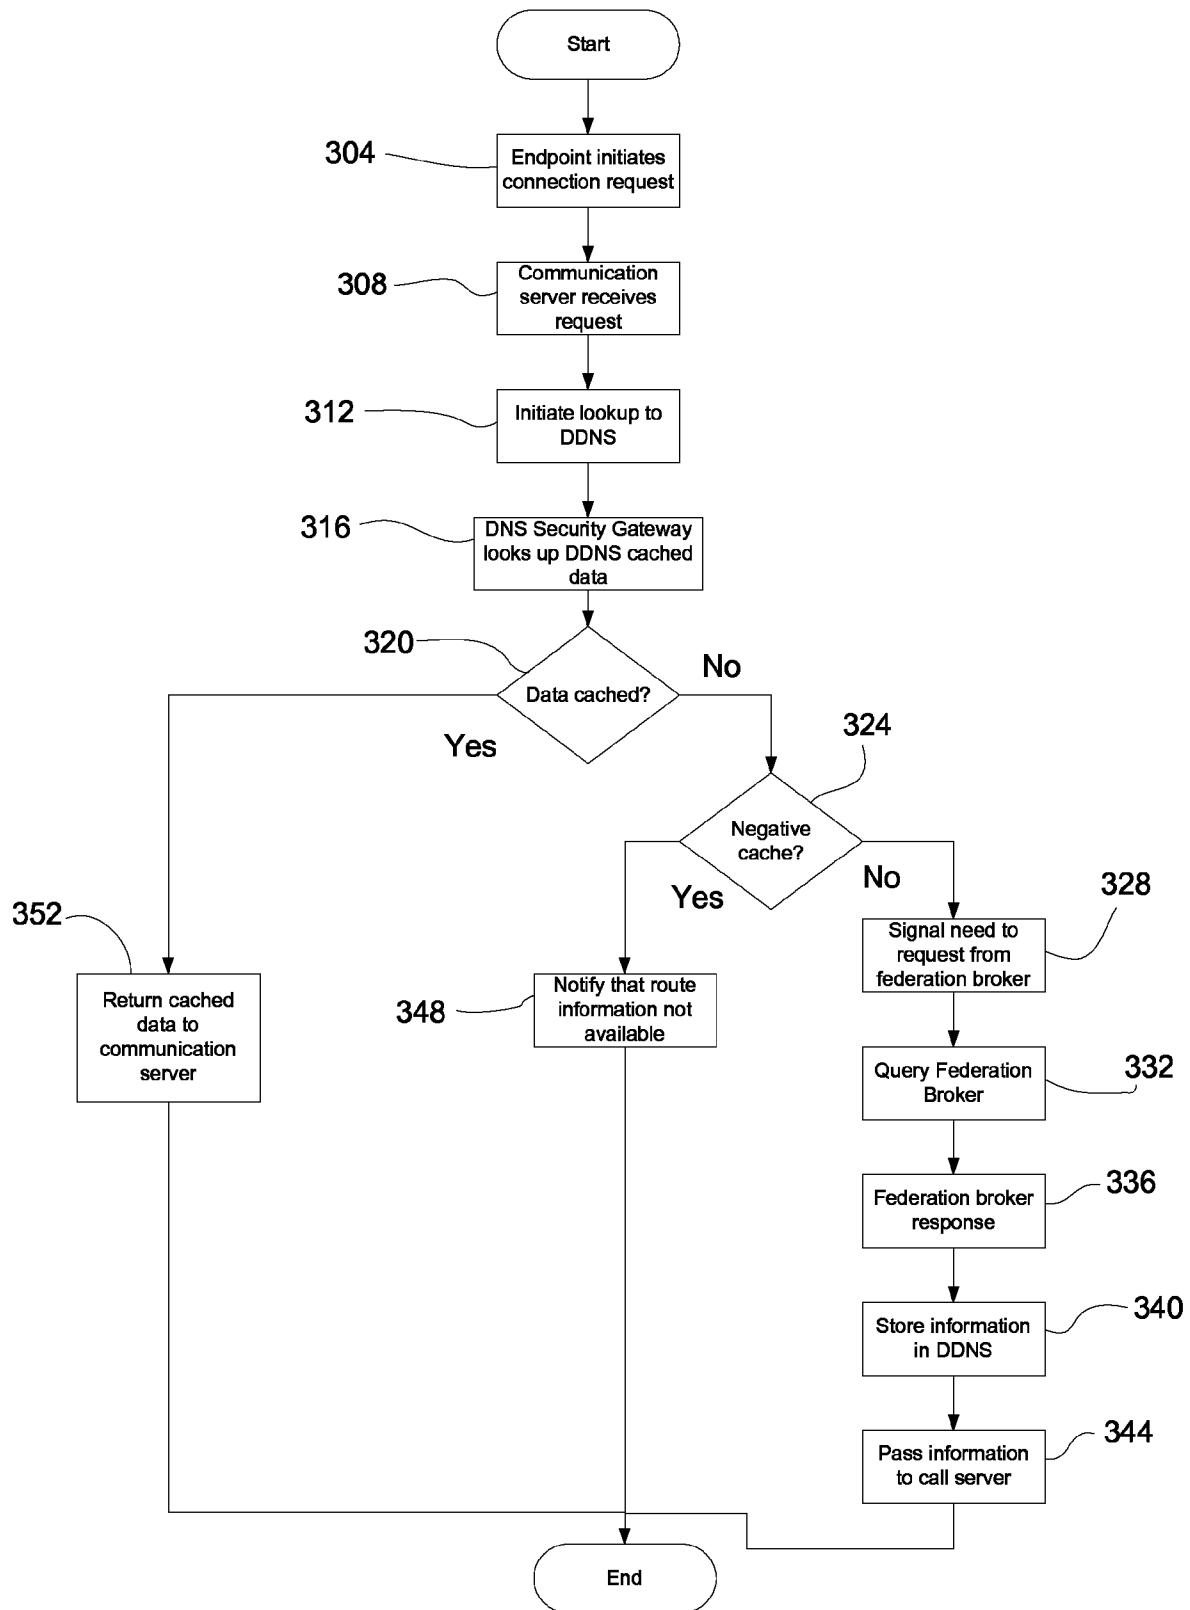 Start
304
Endpoint initiates
connection request
308
Communication
server receives
request
312
Initiate lookup to
DDNS
316
DNS Security Gateway
looks up DDNS cached
data
320
Data cached?
No
Yes
324
Negative
cache?
Yes
No
328
Signal need to
request from
federation broker
352
Return cached
data to
communication
server
348
Notify that route
information not
available
332
Query Federation
Broker
336
Federation broker
response
340
Store information
in DDNS
344
Pass information
to call server
End